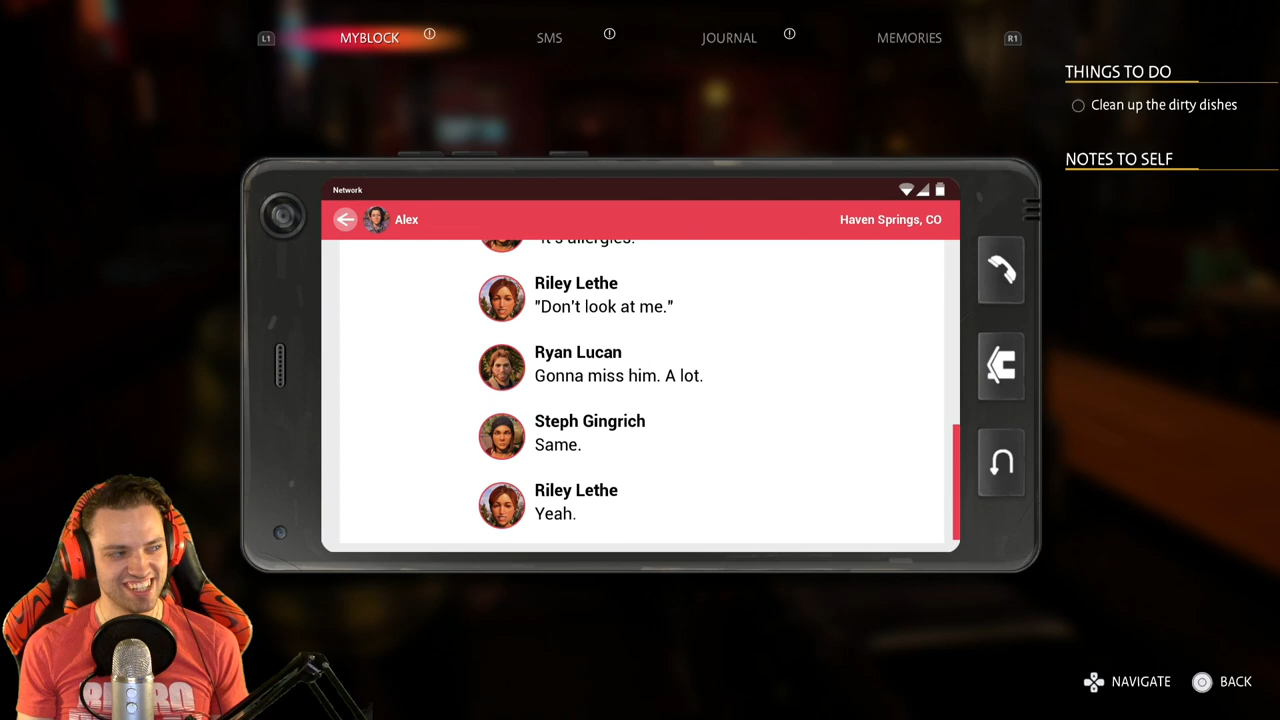 L1
MYBLOCK
SMS
JOURNAL
MEMORIES
R1
THINGS TO DO
Clean up the dirty dishes
NOTES TO SELF
Network
Alex
Haven Springs, CO
"It's allergies."
Riley Lethe
"Don't look at me."
Ryan Lucan
Gonna miss him. A lot.
Steph Gingrich
Same.
Riley Lethe
Yeah.
NAVIGATE
BACK